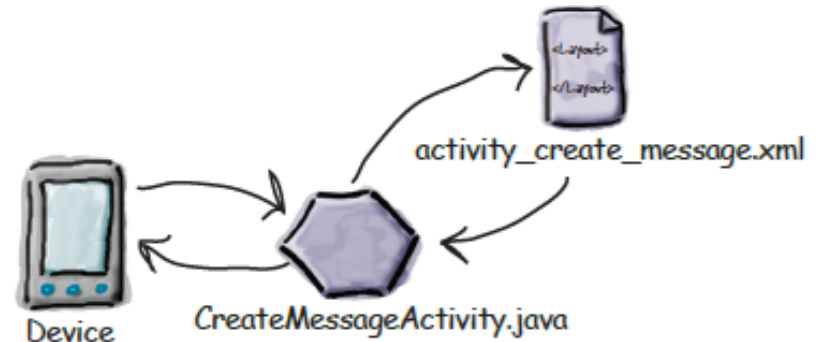 <Layout>
</Layout>
activity_create_message.xml
CreateMessageActivity.java
Device